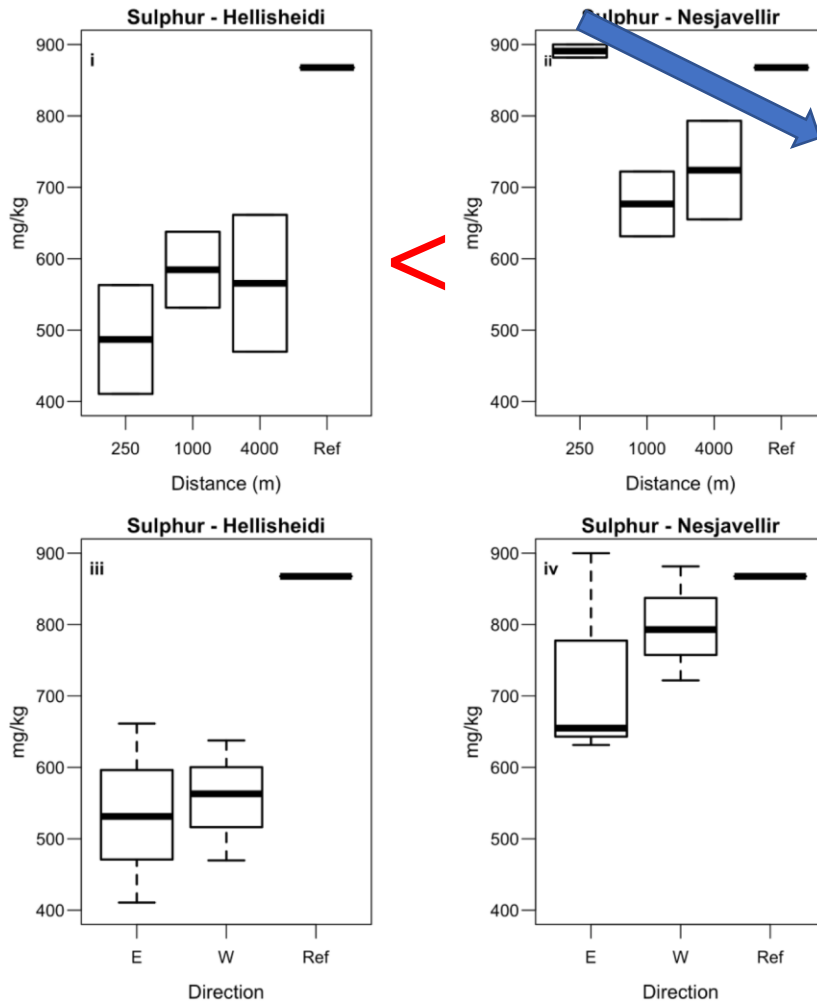 Sulphur - Hellisheidi
i
mg/kg
900
800
700
600
500
400
250 1000 4000 Ref
Distance (m)
<
Sulphur - Nesjavellir
ii
mg/kg
900
800
700
600
500
400
250 1000 4000 Ref
Distance (m)
Sulphur - Hellisheidi
iii
mg/kg
900
800
700
600
500
400
E W Ref
Direction
Sulphur - Nesjavellir
iv
mg/kg
900
800
700
600
500
400
E W Ref
Direction